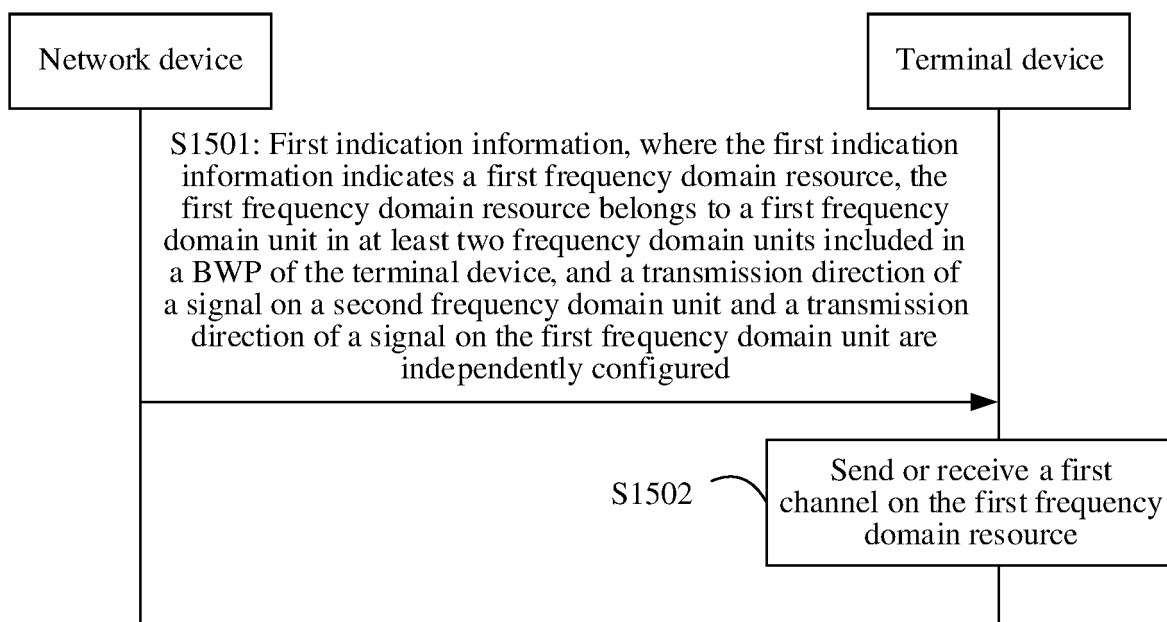 Network device
Terminal device
S1501: First indication information, where the first indication
information indicates a first frequency domain resource, the
first frequency domain resource belongs to a first frequency
domain unit in at least two frequency domain units included in
a BWP of the terminal device, and a transmission direction of
a signal on a second frequency domain unit and a transmission
direction of a signal on the first frequency domain unit are
independently configured
S1502
Send or receive a first
channel on the first frequency
domain resource